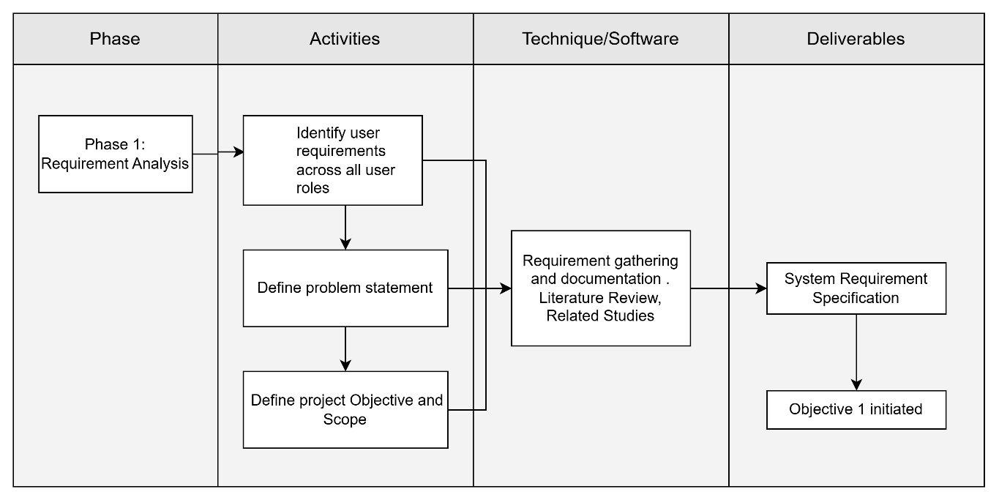 Phase
Activities
Technique/Software
Deliverables
Phase 1:
Requirement Analysis
Identify user
requirements
across all user
roles
Define problem statement
Define project Objective and
Scope
Requirement gathering
and documentation .
Literature Review,
Related Studies
System Requirement
Specification
Objective 1 initiated